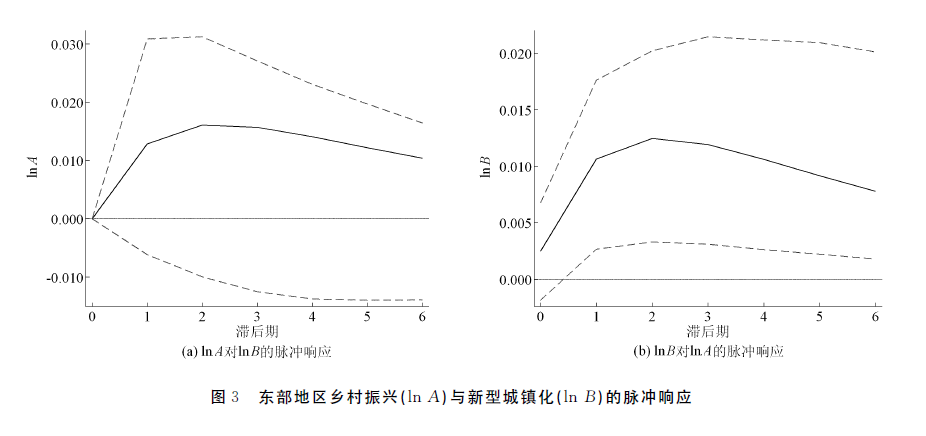 0.030
0.020
0.010
0.000
-0.010
lnA
0 1 2 3 4 5 6
滞后期
(a) lnA对lnB的脉冲响应
0.020
0.015
0.010
0.005
0.000
lnB
0 1 2 3 4 5 6
滞后期
(b) lnB对lnA的脉冲响应
图 3 东部地区乡村振兴(ln A)与新型城镇化(ln B)的脉冲响应